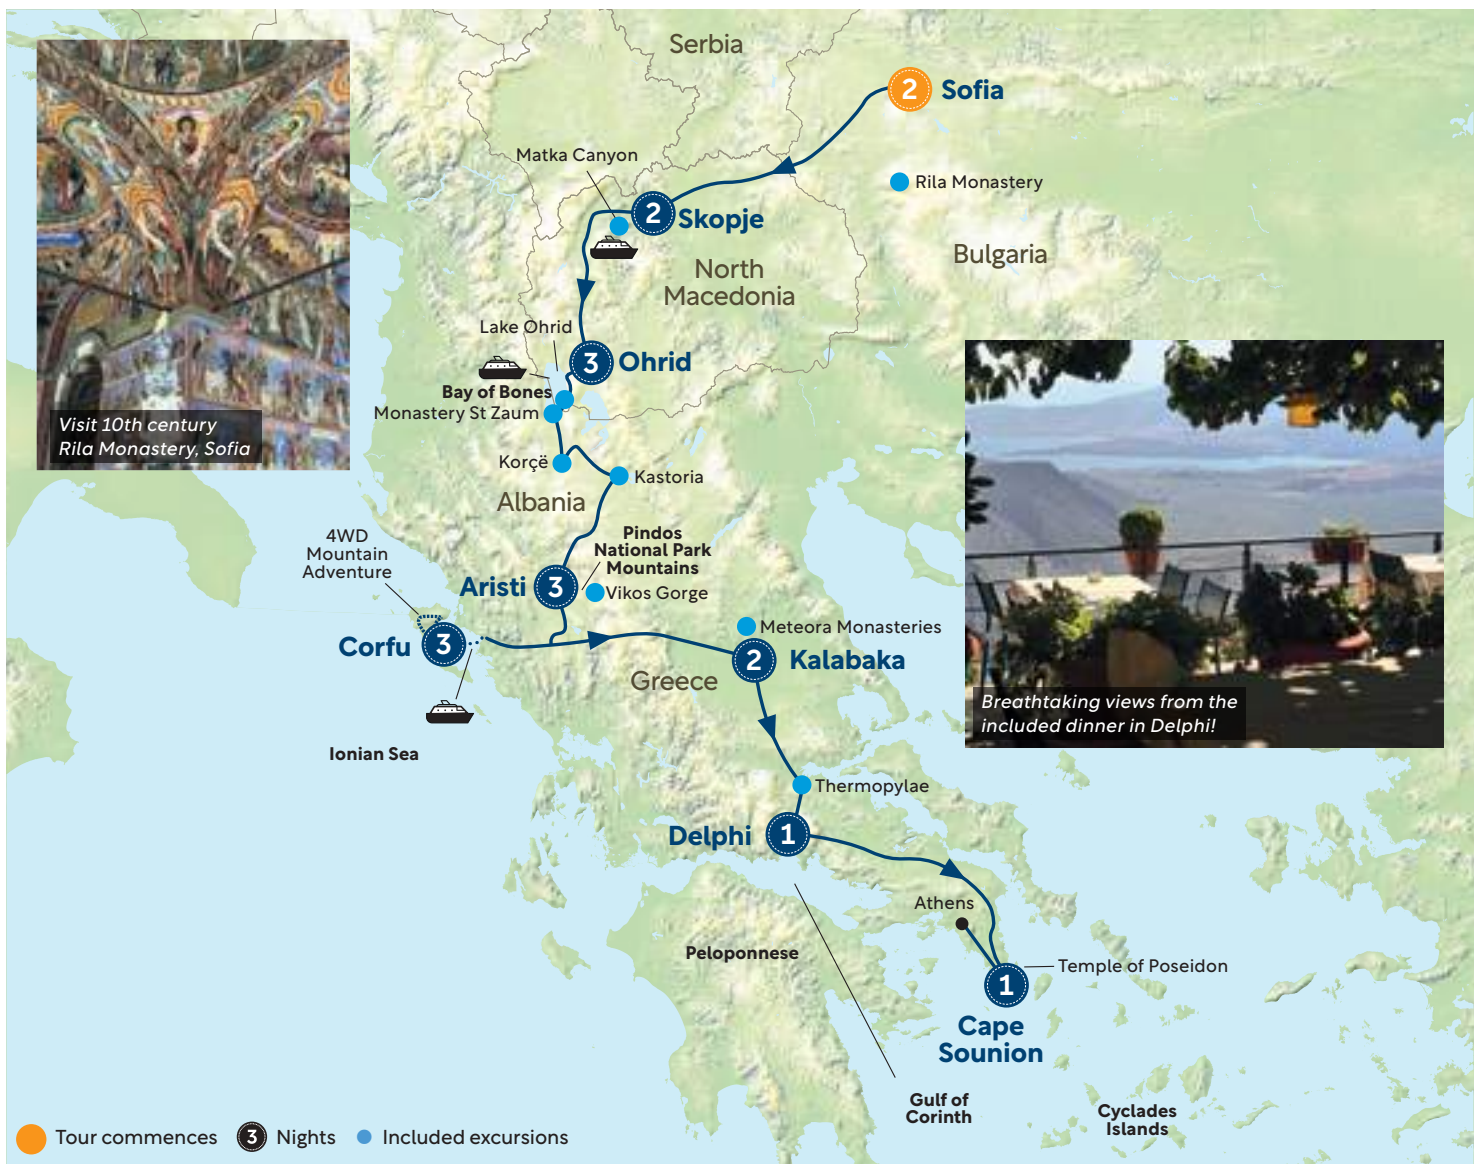 Serbia
2
Sofia
Matka Canyon
Rila Monastery
2
Skopje
Bulgaria
North
Macedonia
Lake Ohrid
3
Ohrid
Bay of Bones
Monastery St Zaum
Visit 10th century
Rila Monastery, Sofia
Korçë
Kastoria
Albania
4WD
Mountain
Adventure
Pindos
National Park
Mountains
Aristi
3
Vikos Gorge
Corfu
3
Meteora Monasteries
2
Kalabaka
Greece
Breathtaking views from the
included dinner in Delphi!
Ionian Sea
Thermopylae
Delphi
1
Athens
Peloponnese
Temple of Poseidon
1
Cape
Sounion
Gulf of
Corinth
Cyclades
Islands
Tour commences
3
Nights
Included excursions